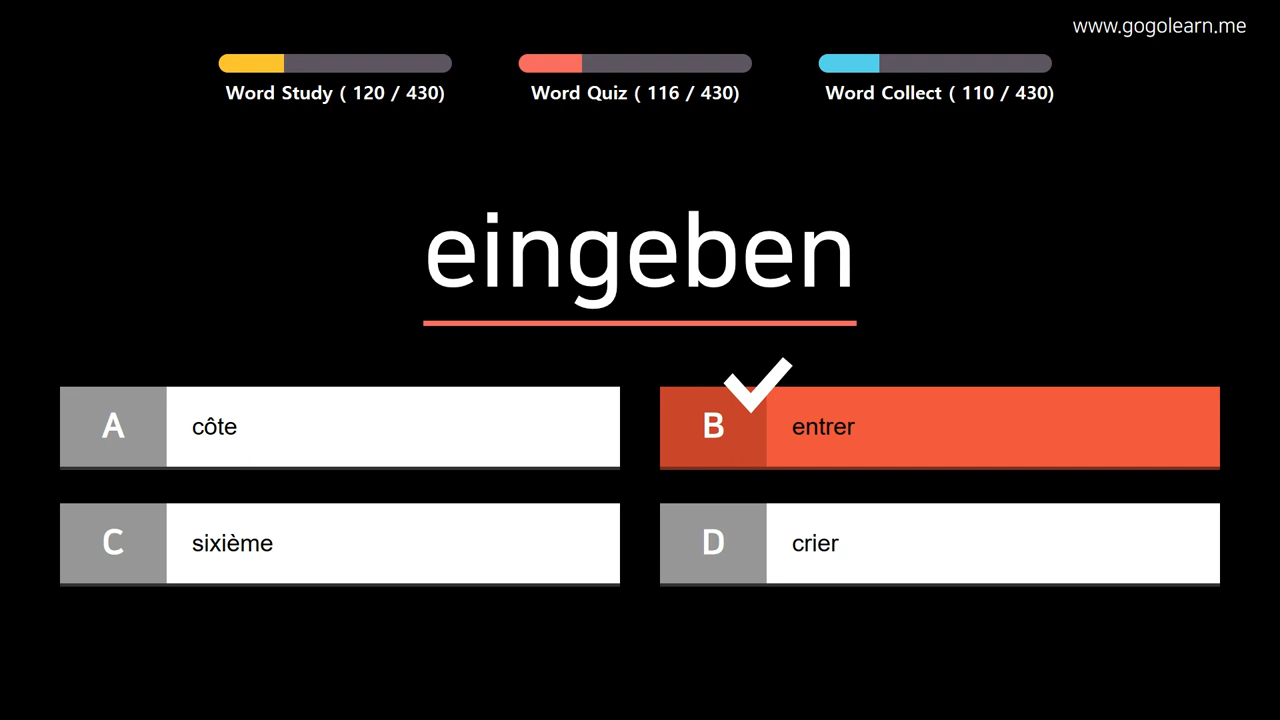 www.gogolearn.me
Word Study ( 120 / 430)
Word Quiz ( 116 / 430)
Word Collect ( 110 / 430)
eingeben
A
côte
B
entrer
C
sixième
D
crier